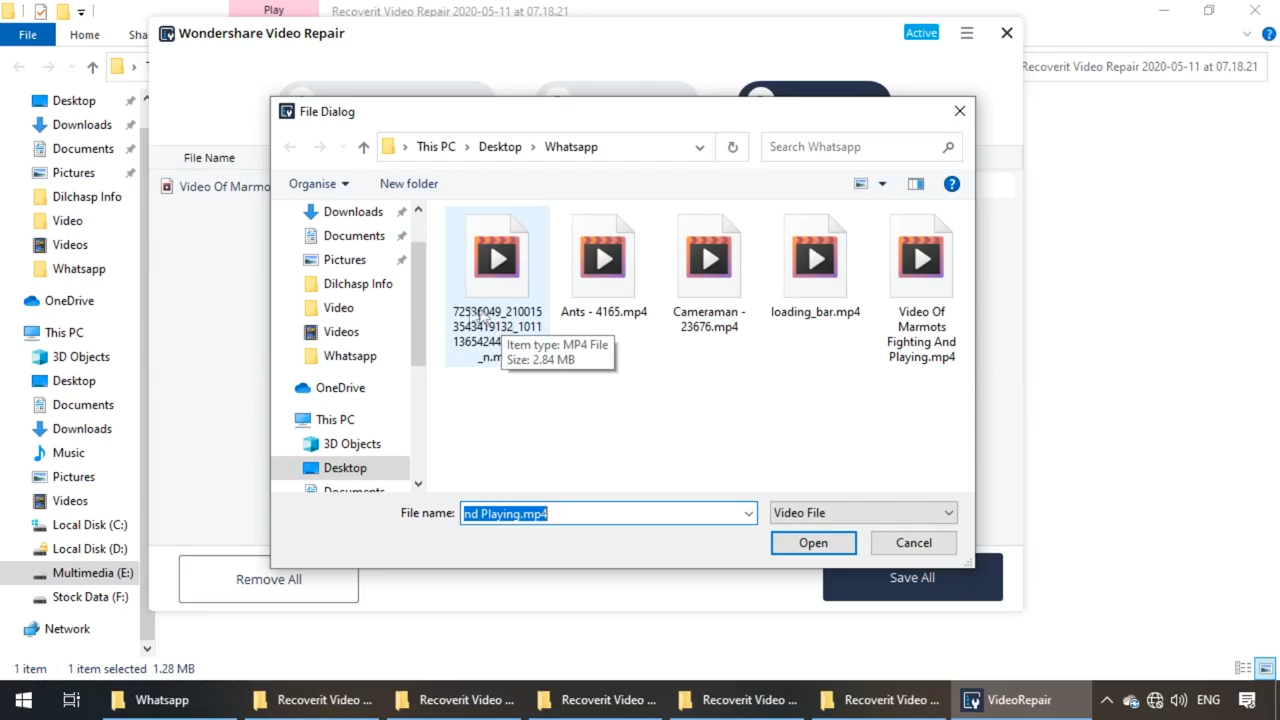 Play
Recoverit Video Repair 2020-05-11 at 07.18.21
File
Home
Sha
Recoverit Video Repair 2020-05-11 at 07.18.21
Desktop
Downloads
Documents
Pictures
Dilchasp Info
Video
Videos
Whatsapp
OneDrive
This PC
3D Objects
Desktop
Documents
Downloads
Music
Pictures
Videos
Local Disk (C:)
Local Disk (D:)
Multimedia (E:)
Stock Data (F:)
Network
1 item
1 item selected 1.28 MB
Wondershare Video Repair
Active
File Name
Video Of Marmo
Remove All
Save All
File Dialog
This PC
Desktop
Whatsapp
Search Whatsapp
Organise
New folder
Downloads
Documents
Pictures
Dilchasp Info
Video
Videos
Whatsapp
OneDrive
This PC
3D Objects
Desktop
Documents
72536049_210015
3543419132_1011
13654244
_n.m
Item type: MP4 File
Size: 2.84 MB
Ants - 4165.mp4
Cameraman -
23676.mp4
loading_bar.mp4
Video Of
Marmots
Fighting And
Playing.mp4
File name:
nd Playing.mp4
Video File
Open
Cancel
Whatsapp
Recoverit Video ...
Recoverit Video ...
Recoverit Video ...
Recoverit Video ...
Recoverit Video ...
VideoRepair
ENG